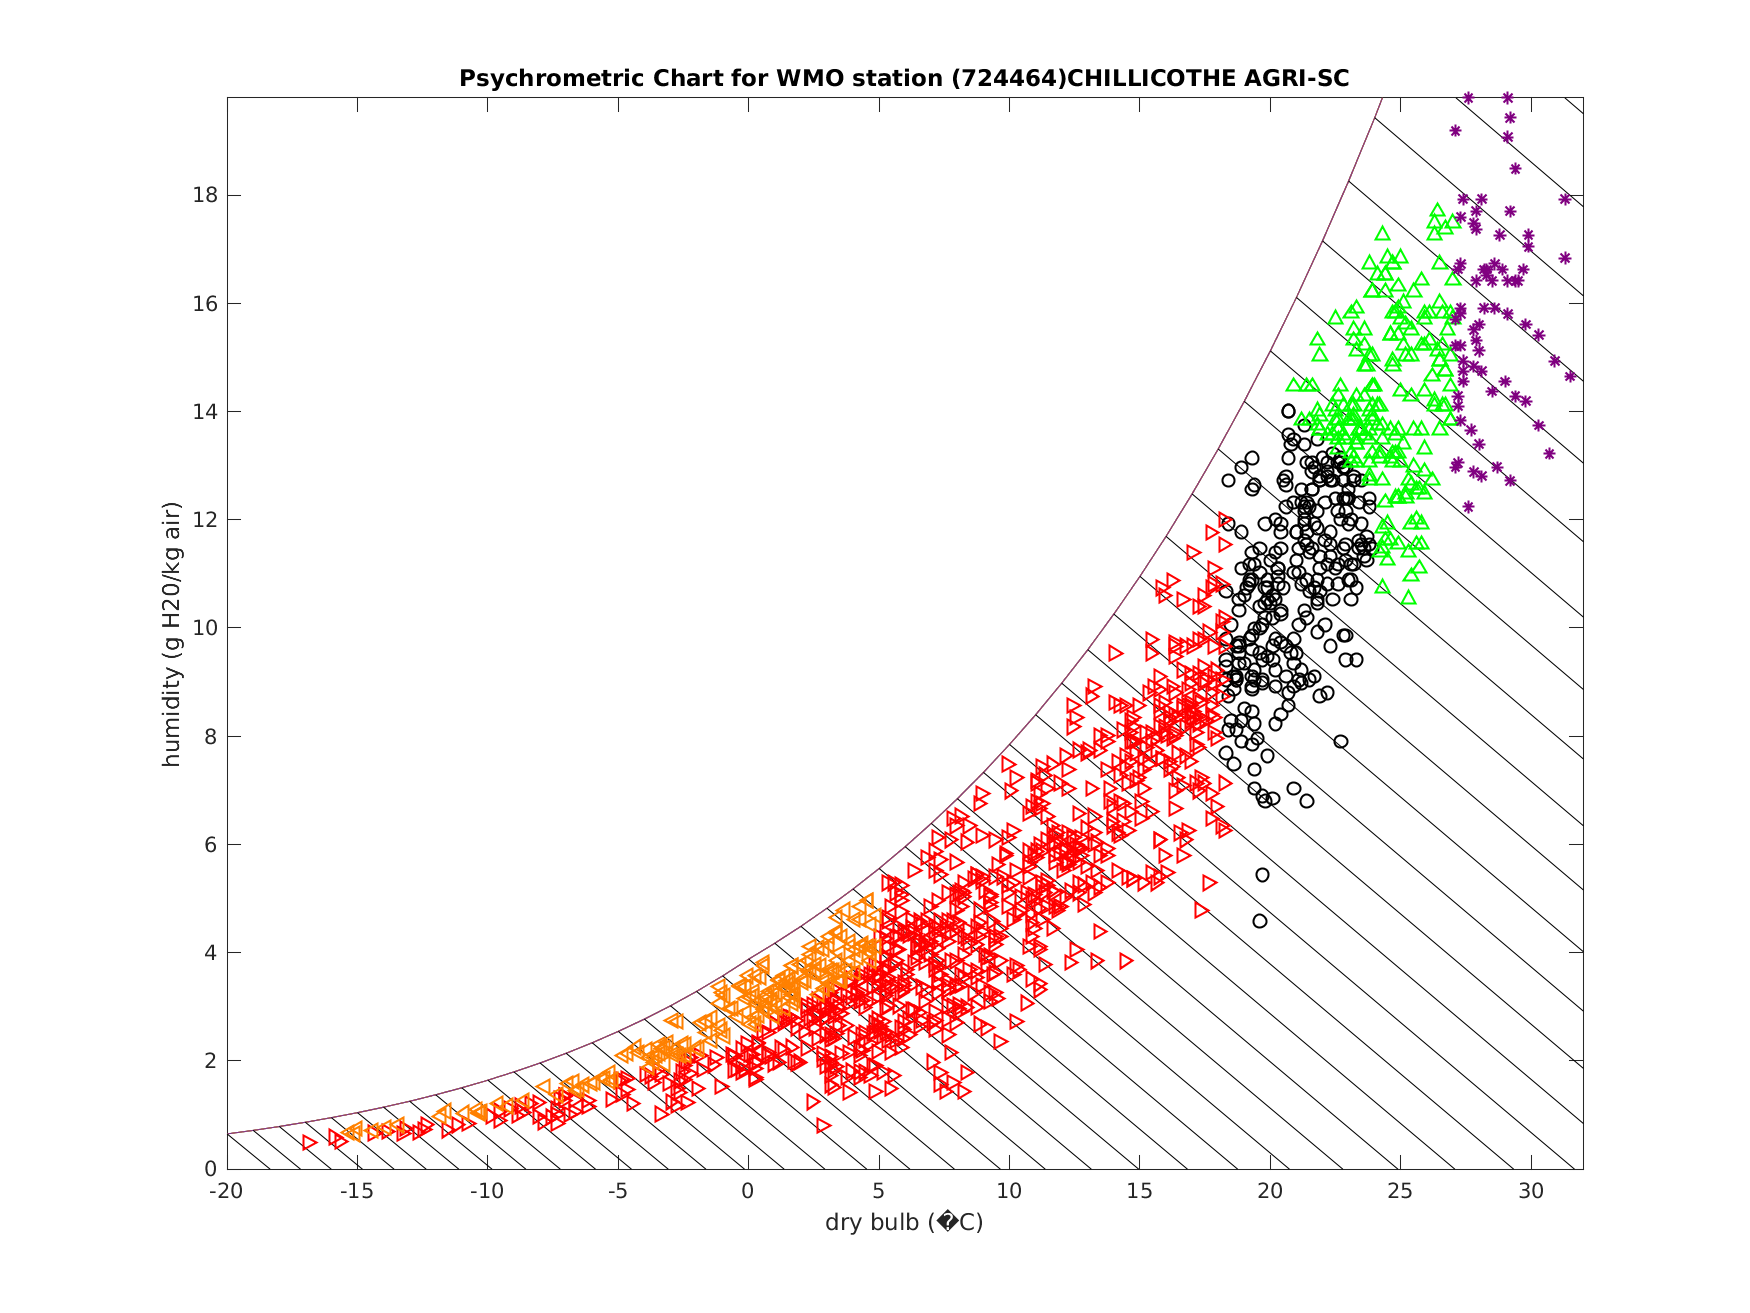 Psychrometric Chart for WMO station (724464)CHILLICOTHE AGRI-SC
humidity (g H20/kg air)
18
16
14
12
10
8
6
4
2
0
-20 -15 -10 -5 0 5 10 15 20 25 30
dry bulb (�C)